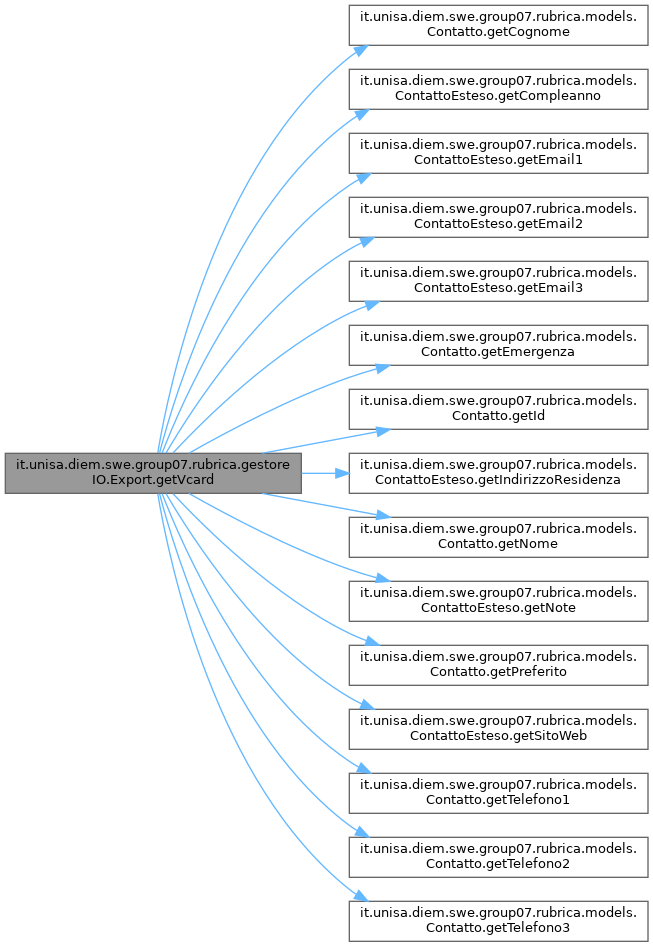 it.unisa.diem.swe.group07.rubrica.gestore
IO.Export.getVcard
it.unisa.diem.swe.group07.rubrica.models.
Contatto.getCognome
it.unisa.diem.swe.group07.rubrica.models.
ContattoEsteso.getCompleanno
it.unisa.diem.swe.group07.rubrica.models.
ContattoEsteso.getEmail1
it.unisa.diem.swe.group07.rubrica.models.
ContattoEsteso.getEmail2
it.unisa.diem.swe.group07.rubrica.models.
ContattoEsteso.getEmail3
it.unisa.diem.swe.group07.rubrica.models.
Contatto.getEmergenza
it.unisa.diem.swe.group07.rubrica.models.
Contatto.getId
it.unisa.diem.swe.group07.rubrica.models.
ContattoEsteso.getIndirizzoResidenza
it.unisa.diem.swe.group07.rubrica.models.
Contatto.getNome
it.unisa.diem.swe.group07.rubrica.models.
ContattoEsteso.getNote
it.unisa.diem.swe.group07.rubrica.models.
Contatto.getPreferito
it.unisa.diem.swe.group07.rubrica.models.
ContattoEsteso.getSitoWeb
it.unisa.diem.swe.group07.rubrica.models.
Contatto.getTelefono1
it.unisa.diem.swe.group07.rubrica.models.
Contatto.getTelefono2
it.unisa.diem.swe.group07.rubrica.models.
Contatto.getTelefono3